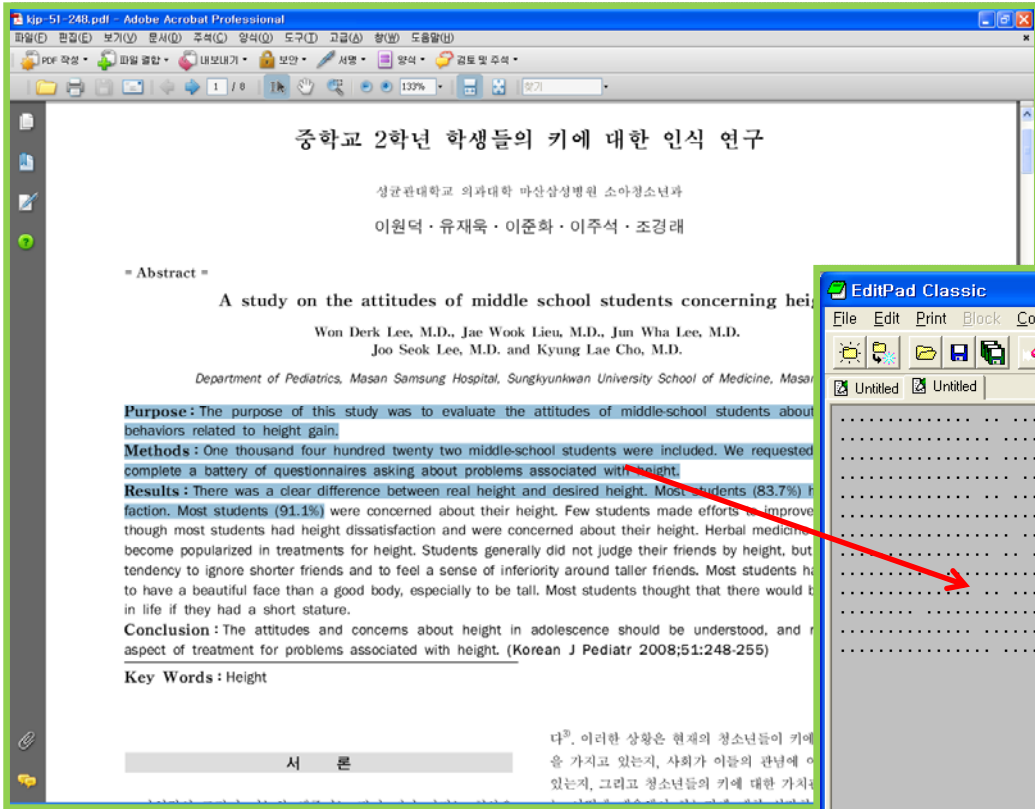 kjp-51-248.pdf - Adobe Acrobat Professional
파일(F) 편집(E) 보기(V) 문서(D) 주석(C) 양식(O) 도구(T) 고급(A) 창(W) 도움말(H)
PDF 작성 파일 결합 내보내기 보안 서명 양식 검토 및 주석
1 / 8 133% 찾기
중학교 2학년 학생들의 키에 대한 인식 연구
성균관대학교 의과대학 마산삼성병원 소아청소년과
이원덕 · 유재욱 · 이준화 · 이주석 · 조경래
= Abstract =
A study on the attitudes of middle school students concerning
Won Derk Lee, M.D., Jae Wook Lieu, M.D., Jun Wha Lee, M.D.
Joo Seok Lee, M.D. and Kyung Lae Cho, M.D.
Department of Pediatrics, Masan Samsung Hospital, Sungkyunkwan University School of Medicine,
Purpose : The purpose of this study was to evaluate the attitudes of middle-school students about
behaviors related to height gain.
Methods : One thousand four hundred twenty two middle-school students were included. We requested
complete a battery of questionnaires asking about problems associated with height.
Results : There was a clear difference between real height and desired height. Most students (83.7%)
faction. Most students (91.1%) were concerned about their height. Few students made efforts to improve
though most students had height dissatisfaction and were concerned about their height. Herbal medicine
become popularized in treatments for height. Students generally did not judge their friends by height, but
tendency to ignore shorter friends and to feel a sense of inferiority around taller friends. Most students
to have a beautiful face than a good body, especially to be tall. Most students thought that there would
in life if they had a short stature.
Conclusion : The attitudes and concerns about height in adolescence should be understood, and
aspect of treatment for problems associated with height. (Korean J Pediatr 2008;51:248-255)
Key Words : Height
서 론
다3). 이러한 상황은 현재의 청소년들이 키에
을 가지고 있는지, 사회가 이들의 관념에
있는지, 그리고 청소년들의 키에 대한
EditPad Classic
File Edit Print Block
Untitled Untitled